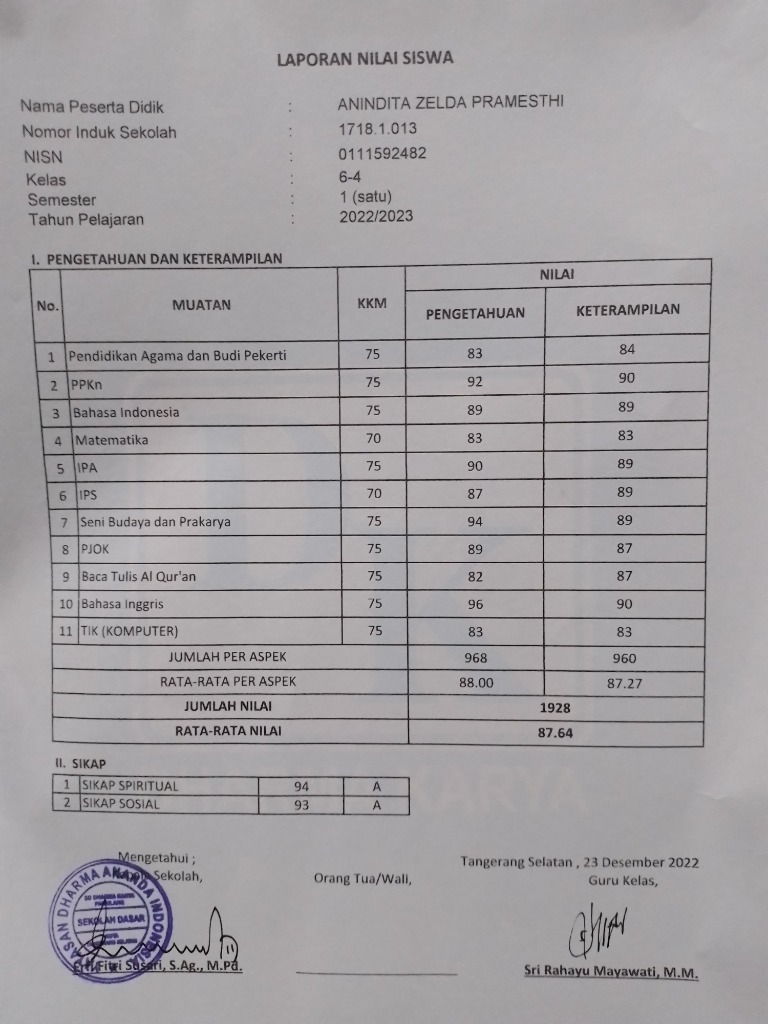 LAPORAN NILAI SISWA
Nama Peserta Didik : ANINDITA ZELDA PRAMESTHI
Nomor Induk Sekolah : 1718.1.013
NISN : 0111592482
Kelas : 6-4
Semester : 1 (satu)
Tahun Pelajaran : 2022/2023
I. PENGETAHUAN DAN KETERAMPILAN
No. MUATAN KKM NILAI
PENGETAHUAN KETERAMPILAN
1 Pendidikan Agama dan Budi Pekerti 75 83 84
2 PPKn 75 92 90
3 Bahasa Indonesia 75 89 89
4 Matematika 70 83 83
5 IPA 75 90 89
6 IPS 70 87 89
7 Seni Budaya dan Prakarya 75 94 89
8 PJOK 75 89 87
9 Baca Tulis Al Qur'an 75 82 87
10 Bahasa Inggris 75 96 90
11 TIK (KOMPUTER) 75 83 83
JUMLAH PER ASPEK 968 960
RATA-RATA PER ASPEK 88.00 87.27
JUMLAH NILAI 1928
RATA-RATA NILAI 87.64
II. SIKAP
1 SIKAP SPIRITUAL 94 A
2 SIKAP SOSIAL 93 A
Mengetahui ;
Sekolah,
Orang Tua/Wali,
Tangerang Selatan , 23 Desember 2022
Guru Kelas,
DHARMA ANANDA INDONESIA
SEKOLAH DASAR
Fitri S.Ag., M.Pd.
Sri Rahayu Mayawati, M.M.